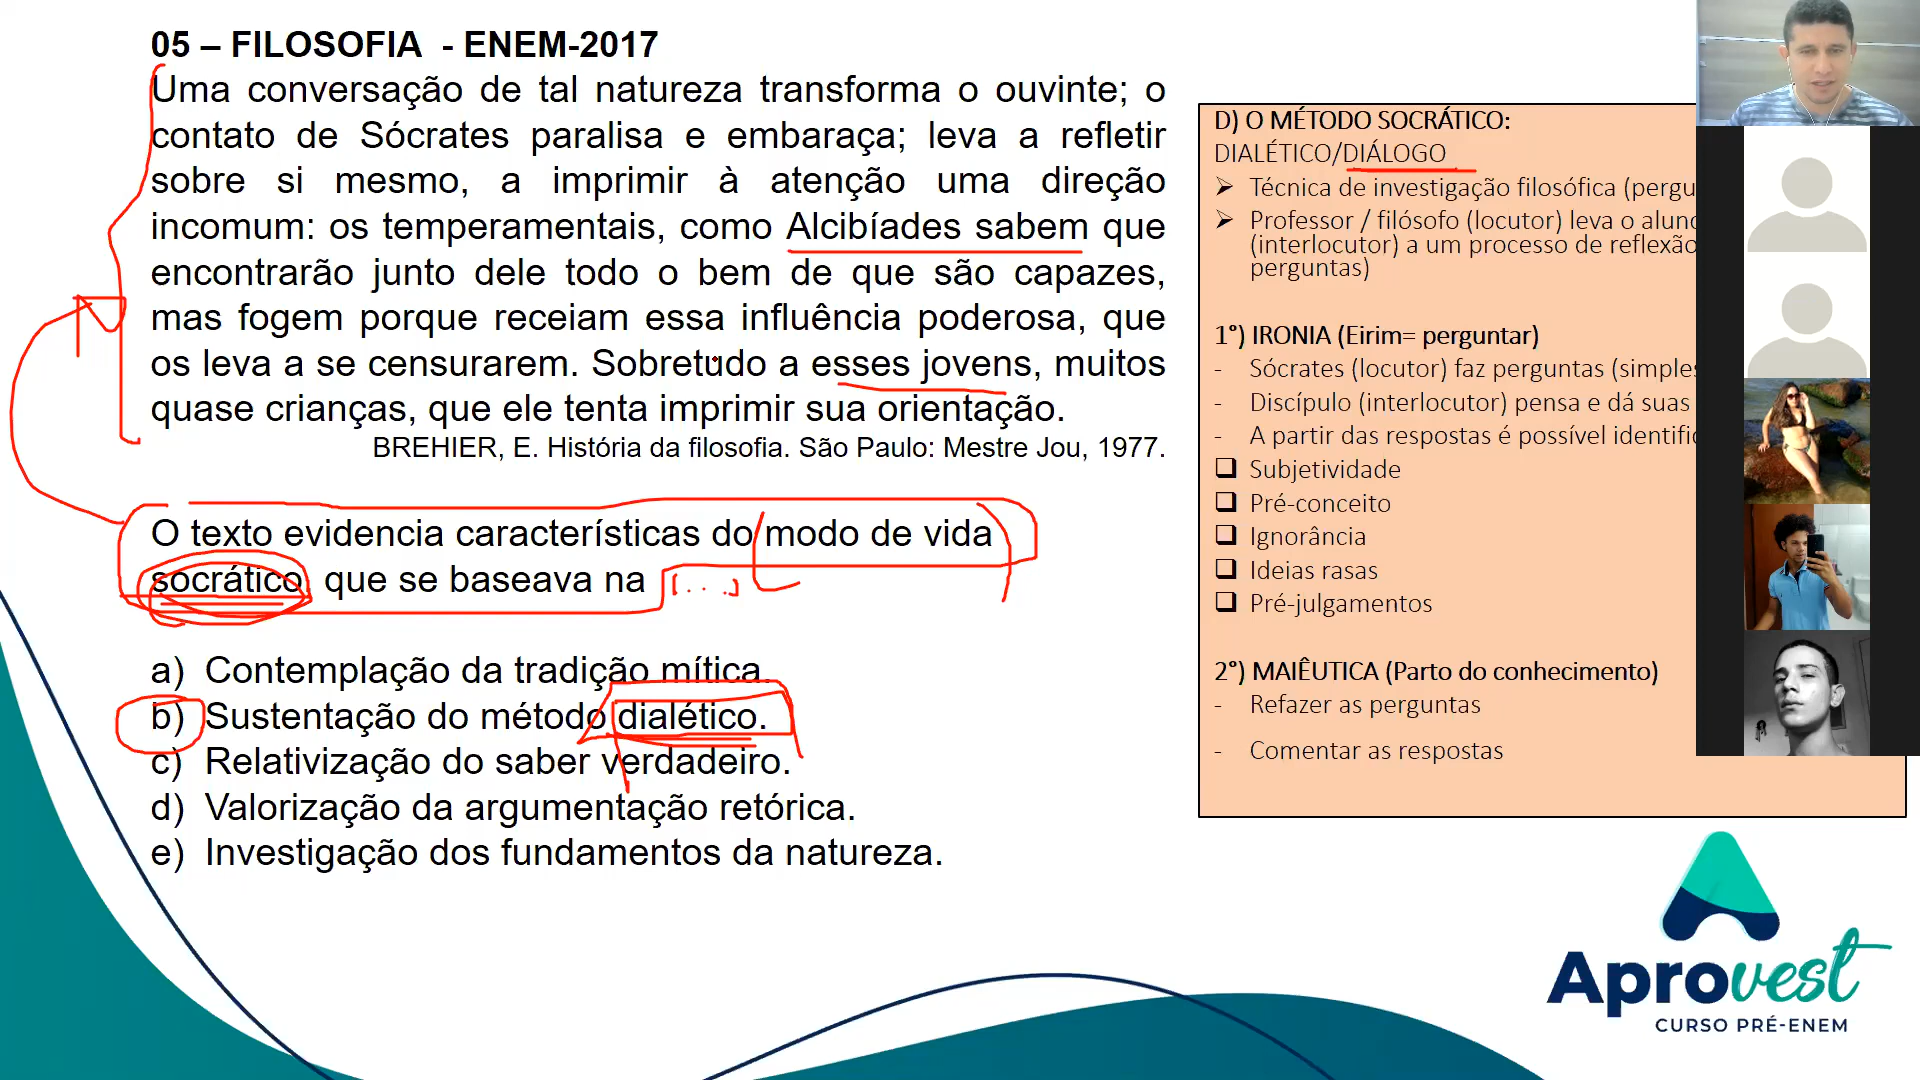 05 – FILOSOFIA - ENEM-2017
Uma conversação de tal natureza transforma o ouvinte; o
contato de Sócrates paralisa e embaraça; leva a refletir
sobre si mesmo, a imprimir à atenção uma direção
incomum: os temperamentais, como Alcibíades sabem que
encontrarão junto dele todo o bem de que são capazes,
mas fogem porque receiam essa influência poderosa, que
os leva a se censurarem. Sobretudo a esses jovens, muitos
quase crianças, que ele tenta imprimir sua orientação.
BREHIER, E. História da filosofia. São Paulo: Mestre Jou, 1977.
O texto evidencia características do modo de vida
socrático, que se baseava na [...]
a) Contemplação da tradição mítica.
b) Sustentação do método dialético.
c) Relativização do saber verdadeiro.
d) Valorização da argumentação retórica.
e) Investigação dos fundamentos da natureza.
D) O MÉTODO SOCRÁTICO:
DIALÉTICO/DIÁLOGO
➢ Técnica de investigação filosófica (pergu
➢ Professor / filósofo (locutor) leva o aluno
(interlocutor) a um processo de reflexão
perguntas)
1°) IRONIA (Eirim= perguntar)
- Sócrates (locutor) faz perguntas (simples
- Discípulo (interlocutor) pensa e dá suas
- A partir das respostas é possível identific
❑ Subjetividade
❑ Pré-conceito
❑ Ignorância
❑ Ideias rasas
❑ Pré-julgamentos
2°) MAIÊUTICA (Parto do conhecimento)
- Refazer as perguntas
- Comentar as respostas
Aprovest
CURSO PRÉ-ENEM